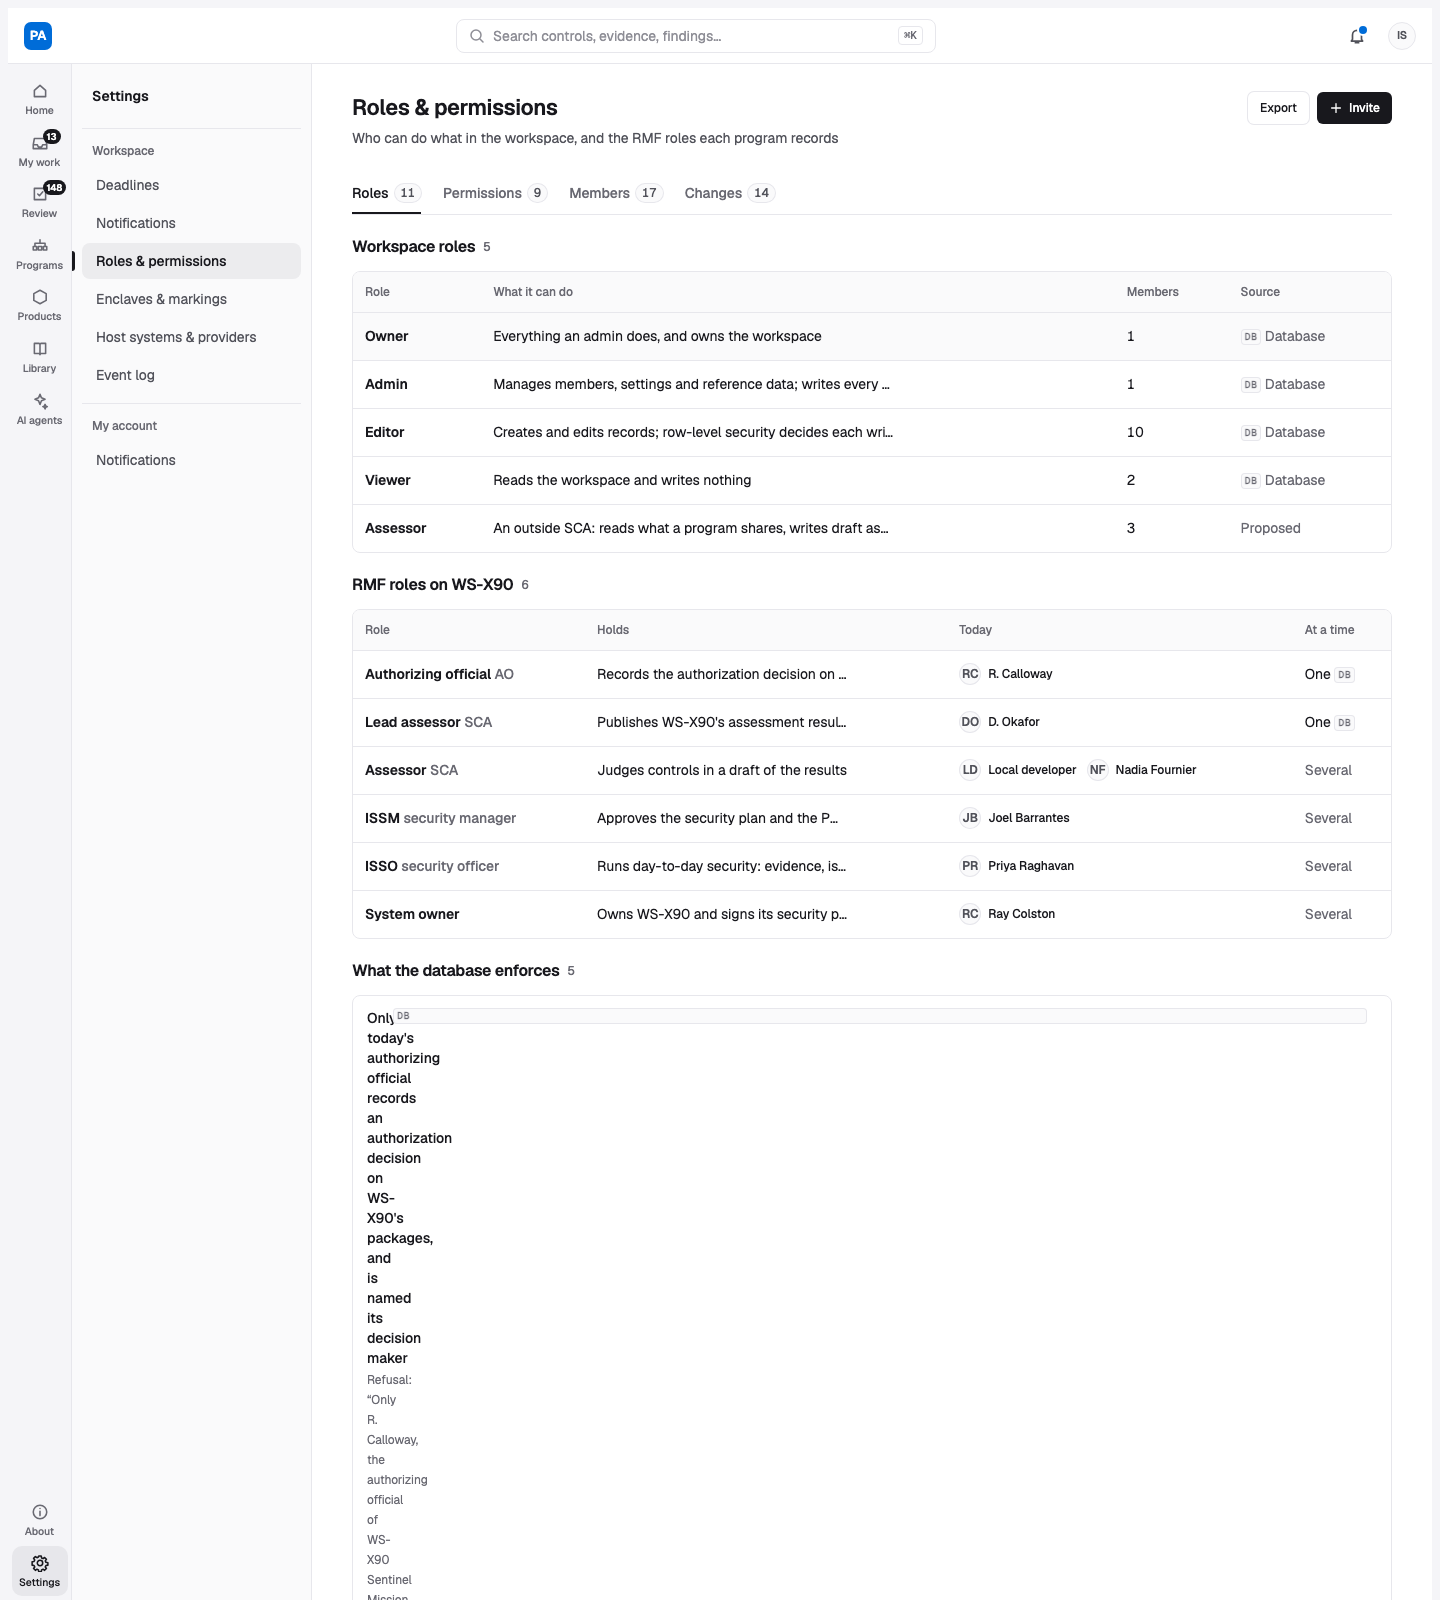 PA
Search controls, evidence, findings...
⌘K
IS
Home
13
My work
148
Review
Programs
Products
Library
AI agents
About
Settings
Settings
Workspace
Deadlines
Notifications
Roles & permissions
Enclaves & markings
Host systems & providers
Event log
My account
Notifications
Roles & permissions
Export
Invite
Who can do what in the workspace, and the RMF roles each program records
Roles 11 Permissions 9 Members 17 Changes 14
Workspace roles 5
Role What it can do Members Source
Owner Everything an admin does, and owns the workspace 1 DB Database
Admin Manages members, settings and reference data; writes every ... 1 DB Database
Editor Creates and edits records; row-level security decides each wri... 10 DB Database
Viewer Reads the workspace and writes nothing 2 DB Database
Assessor An outside SCA: reads what a program shares, writes draft as... 3 Proposed
RMF roles on WS-X90 6
Role Holds Today At a time
Authorizing official AO Records the authorization decision on ... RC R. Calloway One DB
Lead assessor SCA Publishes WS-X90's assessment resul... DO D. Okafor One DB
Assessor SCA Judges controls in a draft of the results LD Local developer NF Nadia Fournier Several
ISSM security manager Approves the security plan and the P... JB Joel Barrantes Several
ISSO security officer Runs day-to-day security: evidence, is... PR Priya Raghavan Several
System owner Owns WS-X90 and signs its security p... RC Ray Colston Several
What the database enforces 5
Only DB
today's
authorizing
official
records
an
authorization
decision
on
WS-
X90's
packages,
and
is
named
its
decision
maker
Refusal:
“Only
R.
Calloway,
the
authorizing
official
of
WS-
X90
Sentinel
Mission